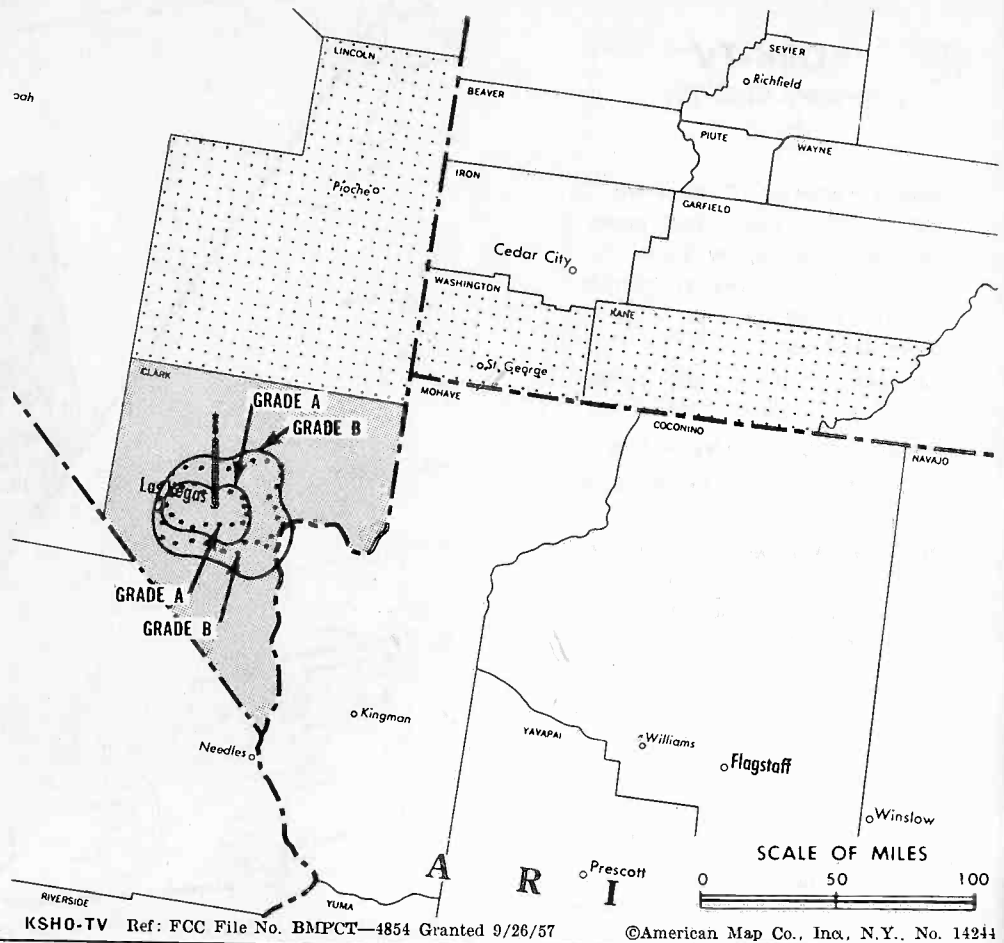 LINCOLN
SEVIER
Richfield
BEAVER
PIUTE
WAYNE
Pioche
IRON
GARFIELD
Cedar City
WASHINGTON
KANE
St. George
CLARK
MOHAVE
GRADE A
GRADE B
COCONINO
NAVAJO
Las Vegas
GRADE A
GRADE B
Kingman
YAVAPAI
Williams
Needles
Flagstaff
Winslow
SCALE OF MILES
A R I
Prescott
0 50 100
RIVERSIDE
YUMA
KSHO-TV Ref: FCC File No. BMPCT—4854 Granted 9/26/57
©American Map Co., Inc., N.Y., No. 14244